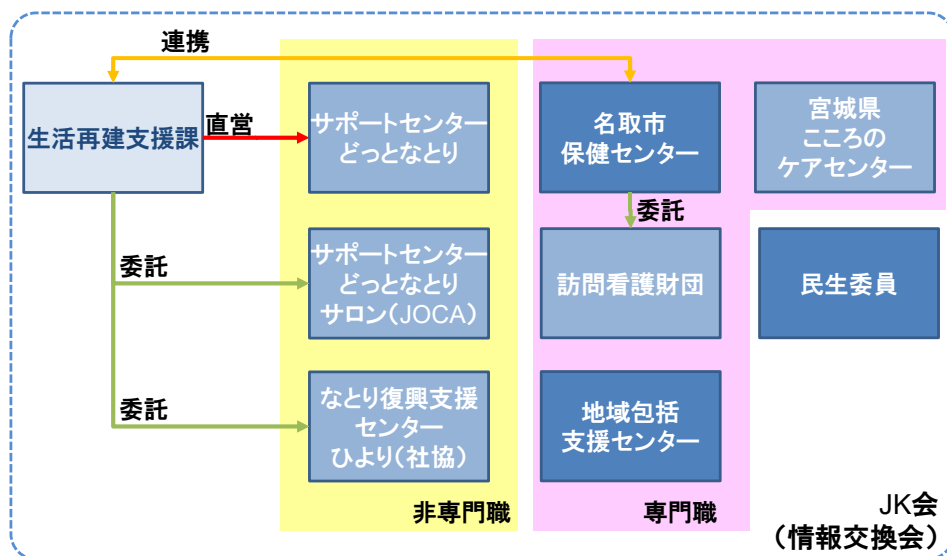 連携
生活再建支援課
直営
サポートセンター
どっとなとり
名取市
保健センター
宮城県
こころの
ケアセンター
委託
委託
サポートセンター
どっとなとり
サロン(JOCA)
訪問看護財団
民生委員
委託
なとり復興支援
センター
ひより(社協)
地域包括
支援センター
非専門職
専門職
JK会
(情報交換会)